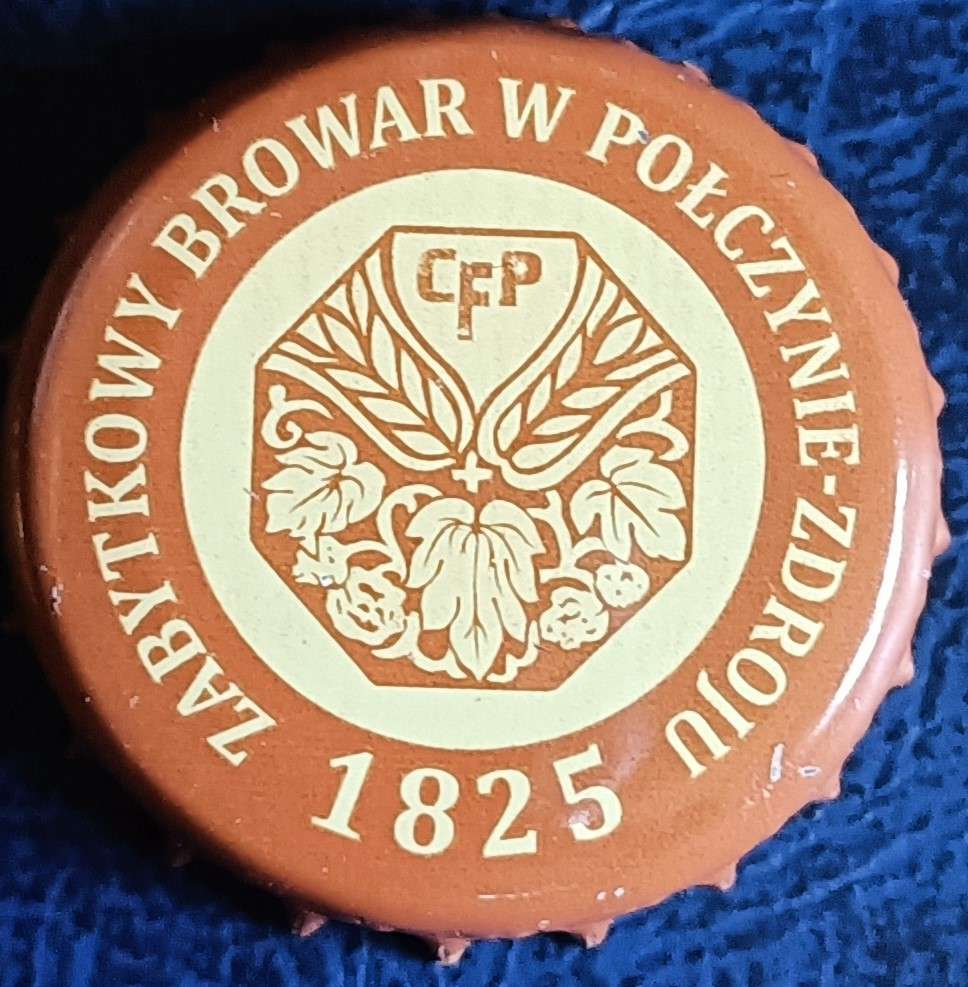 ZABYTKOWY BROWAR W POŁCZYNIE-ZDROJU
1825
CFP